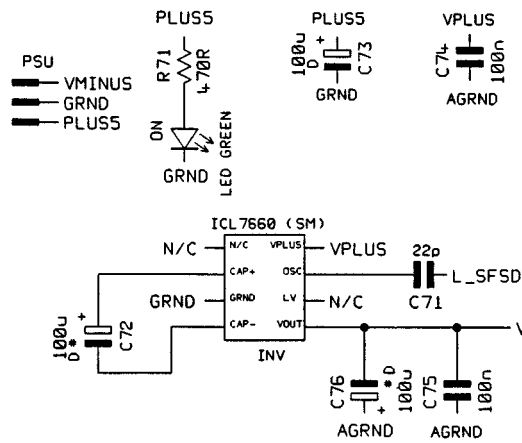 PSU
VMINUS
GRND
PLUS5
PLUS5
R71
470R
ON
LED GREEN
GRND
PLUS5
100u
+
D
C73
GRND
VPLUS
C74
100n
AGRND
ICL7660 (SM)
N/C
N/C
VPLUS
VPLUS
CAP+
OSC
22p
C71
L_SFSD
GRND
GRND
LV
N/C
CAP-
VOUT
V
INV
+
100u
D*
C72
C76
*D
100u
+
AGRND
C75
100n
AGRND